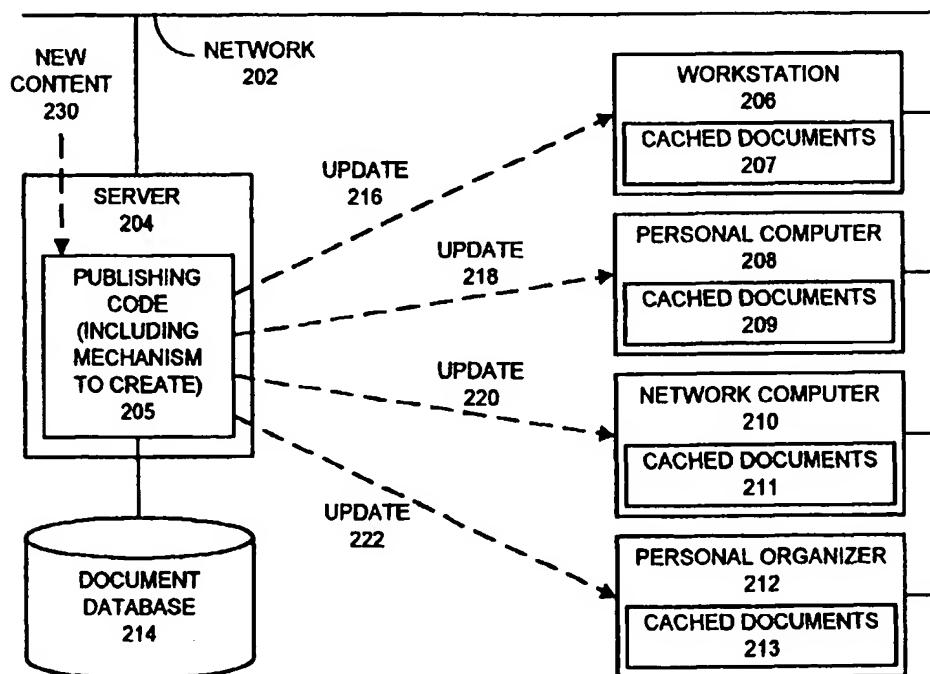 NETWORK
202
NEW
CONTENT
230
SERVER
204
PUBLISHING
CODE
(INCLUDING
MECHANISM
TO CREATE)
205
DOCUMENT
DATABASE
214
UPDATE
216
UPDATE
218
UPDATE
220
UPDATE
222
WORKSTATION
206
CACHED DOCUMENTS
207
PERSONAL COMPUTER
208
CACHED DOCUMENTS
209
NETWORK COMPUTER
210
CACHED DOCUMENTS
211
PERSONAL ORGANIZER
212
CACHED DOCUMENTS
213